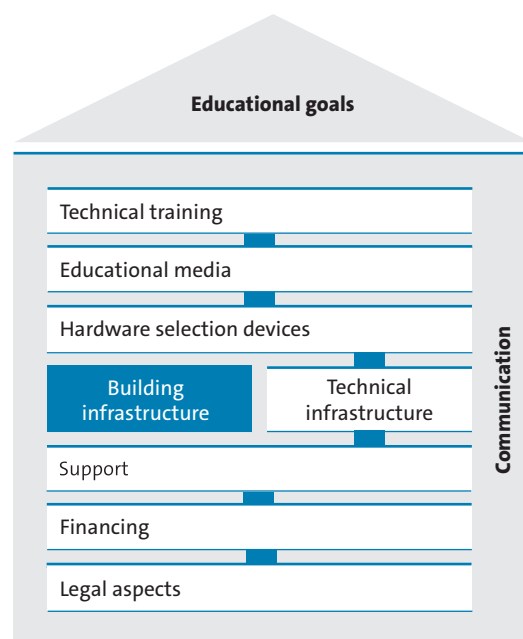 Educational goals
Technical training
Educational media
Hardware selection devices
Building
infrastructure
Technical
infrastructure
Support
Financing
Legal aspects
Communication